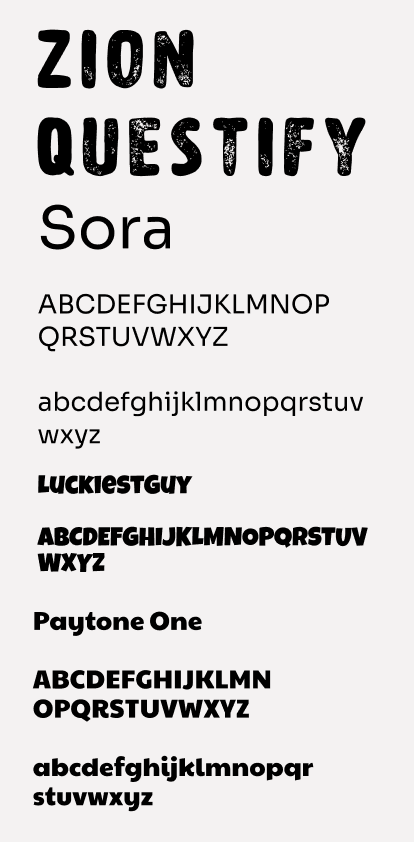 ZION
QUESTIFY
Sora
ABCDEFGHIJKLMNOP
QRSTUVWXYZ
abcdefghijklmnopqrstuv
wxyz
LuckiestGuy
ABCDEFGHIJKLMNOPQRSTUV
WXYZ
Paytone One
ABCDEFGHIJKLMN
OPQRSTUVWXYZ
abcdefghijklmnopqr
stuvwxyz